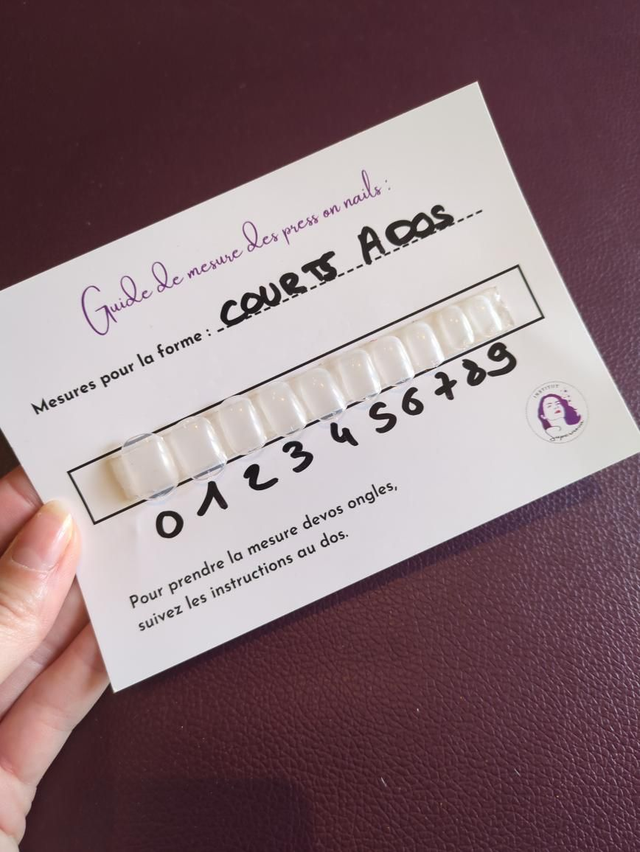 Guide de mesure des press on nails :
Mesures pour la forme : COURTS ADOS
0 1 2 3 4 5 6 7 8 9
INSTITUT
Pour prendre la mesure devos ongles,
suivez les instructions au dos.